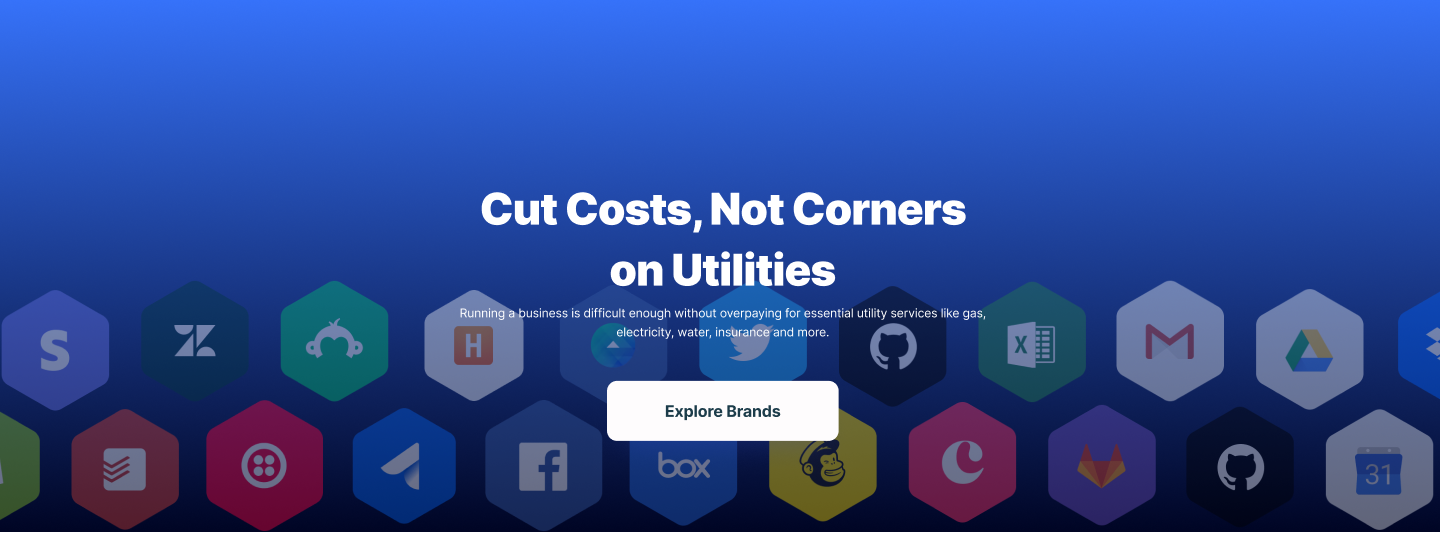 Cut Costs, Not Corners
on Utilities
Running a business is difficult enough without overpaying for essential utility services like gas,
electricity, water, insurance and more.
S
H
X
Explore Brands
f
box
C
31